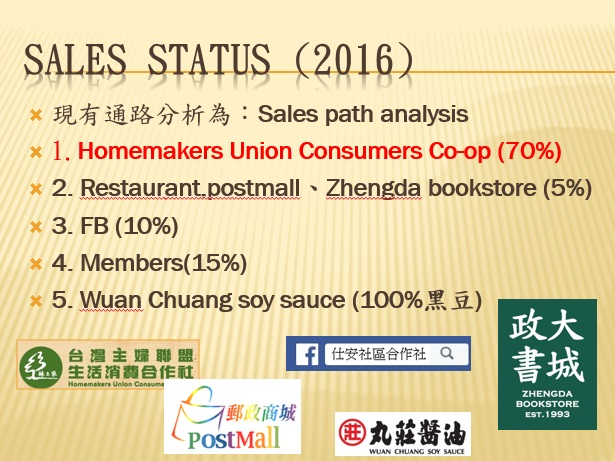 SALES STATUS (2016)
現有通路分析為：Sales path analysis
1. Homemakers Union Consumers Co-op (70%)
2. Restaurant.postmall、Zhengda bookstore (5%)
3. FB (10%)
4. Members(15%)
5. Wuan Chuang soy sauce (100%黑豆)
台灣主婦聯盟
生活消費合作社
Homemakers Union Consume
f 仕安社區合作社
郵政商城
PostMall
莊 丸莊醬油
WUAN CHUANG SOY SAUCE
政大
書城
ZHENGDA
BOOKSTORE
EST.1993